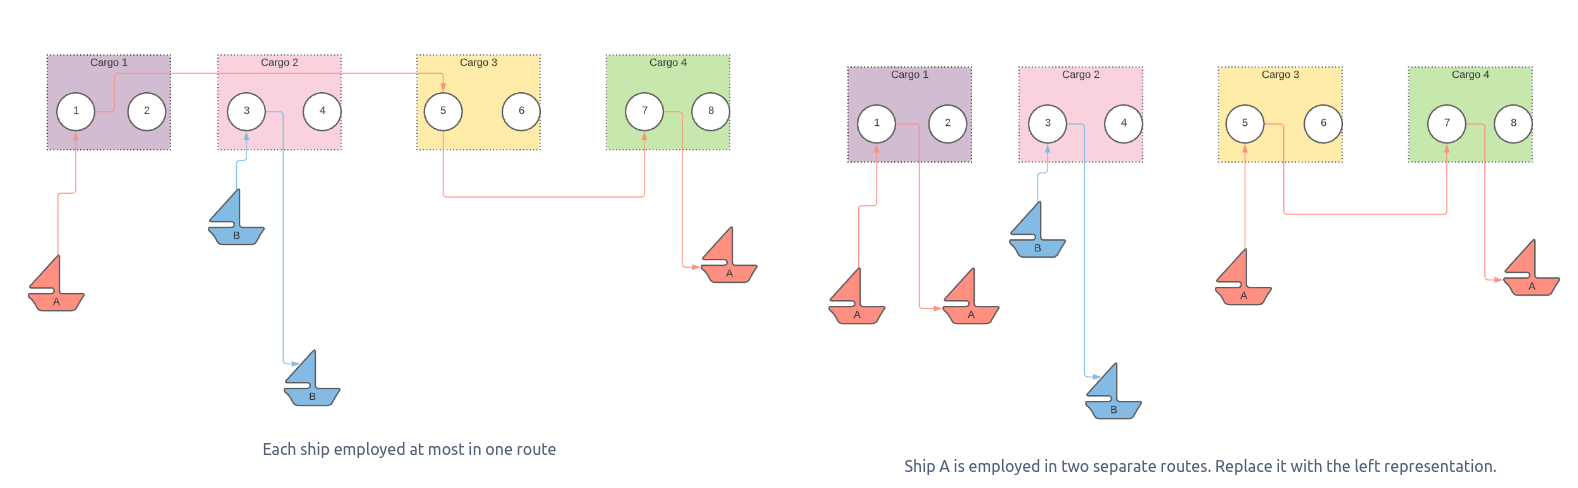 Cargo 1
Cargo 2
Cargo 3
Cargo 4
1
2
3
4
5
6
7
8
B
A
A
B
Each ship employed at most in one route
Cargo 1
Cargo 2
Cargo 3
Cargo 4
1
2
3
4
5
6
7
8
B
A
A
A
A
B
Ship A is employed in two separate routes. Replace it with the left representation.